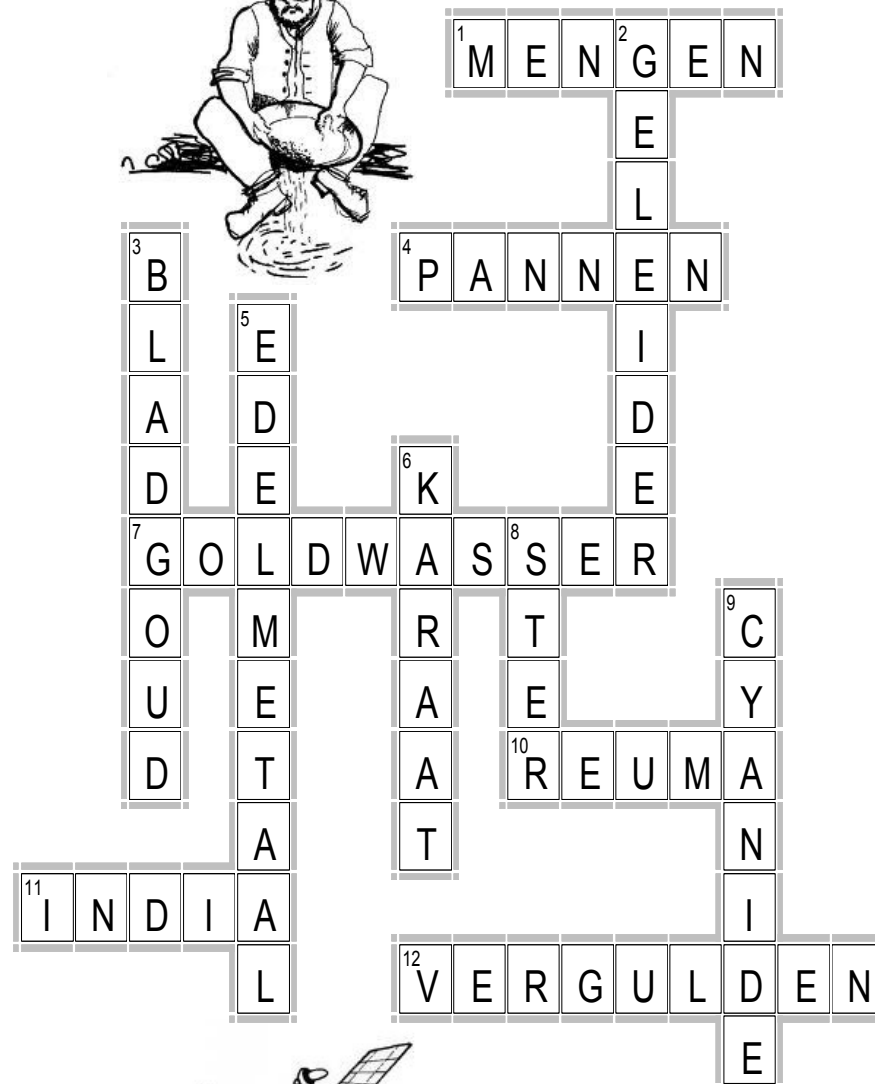 1 MENGEN
2 GELEIDER
3 BLADGOUD
4 PANNEN
5 EDELMETAAL
6 KARAAT
7 GOLDWASSER
8 STER
9 CYANIDE
10 REUMA
11 INDIA
12 VERGULDEN